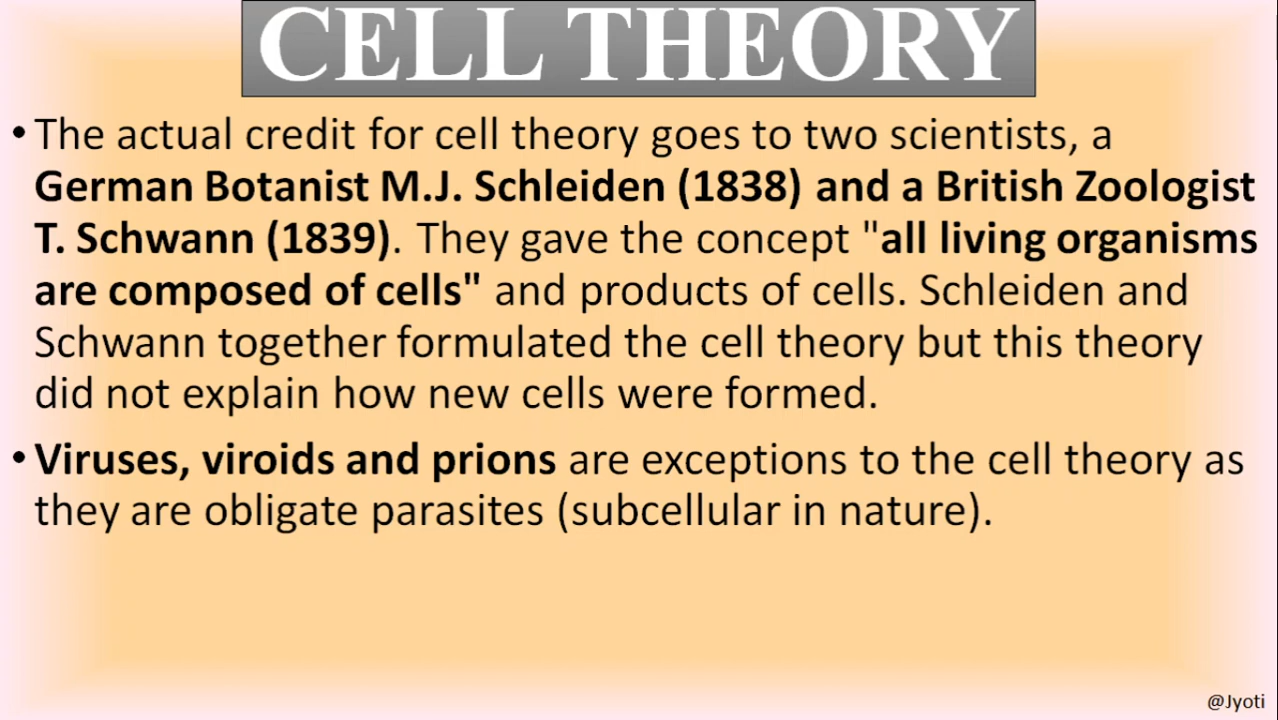 CELL THEORY
• The actual credit for cell theory goes to two scientists, a
German Botanist M.J. Schleiden (1838) and a British Zoologist
T. Schwann (1839). They gave the concept "all living organisms
are composed of cells" and products of cells. Schleiden and
Schwann together formulated the cell theory but this theory
did not explain how new cells were formed.
• Viruses, viroids and prions are exceptions to the cell theory as
they are obligate parasites (subcellular in nature).
@Jyoti